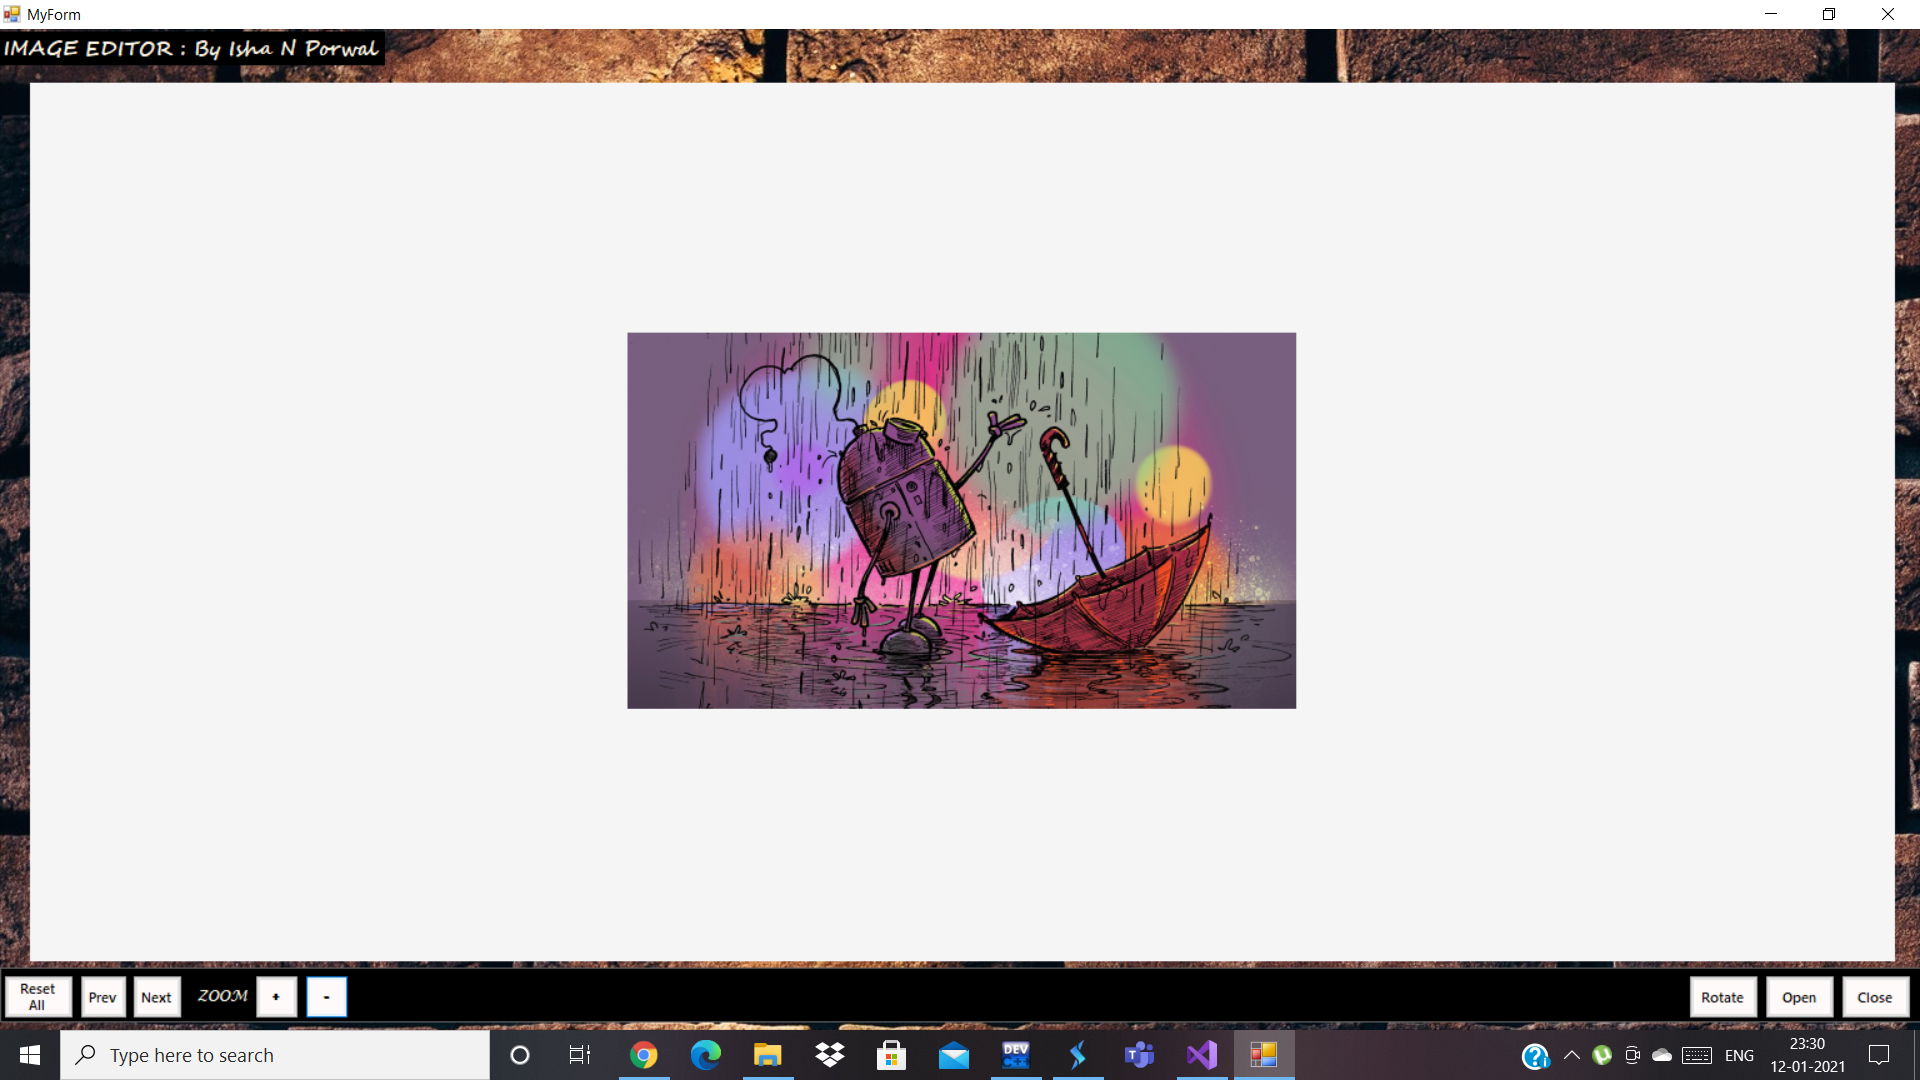 MyForm
IMAGE EDITOR : By Isha N Porwal
Reset
All
Prev
Next
ZOOM
+
-
Rotate
Open
Close
Type here to search
DEV
C++
T
?
i
ENG
23:30
12-01-2021